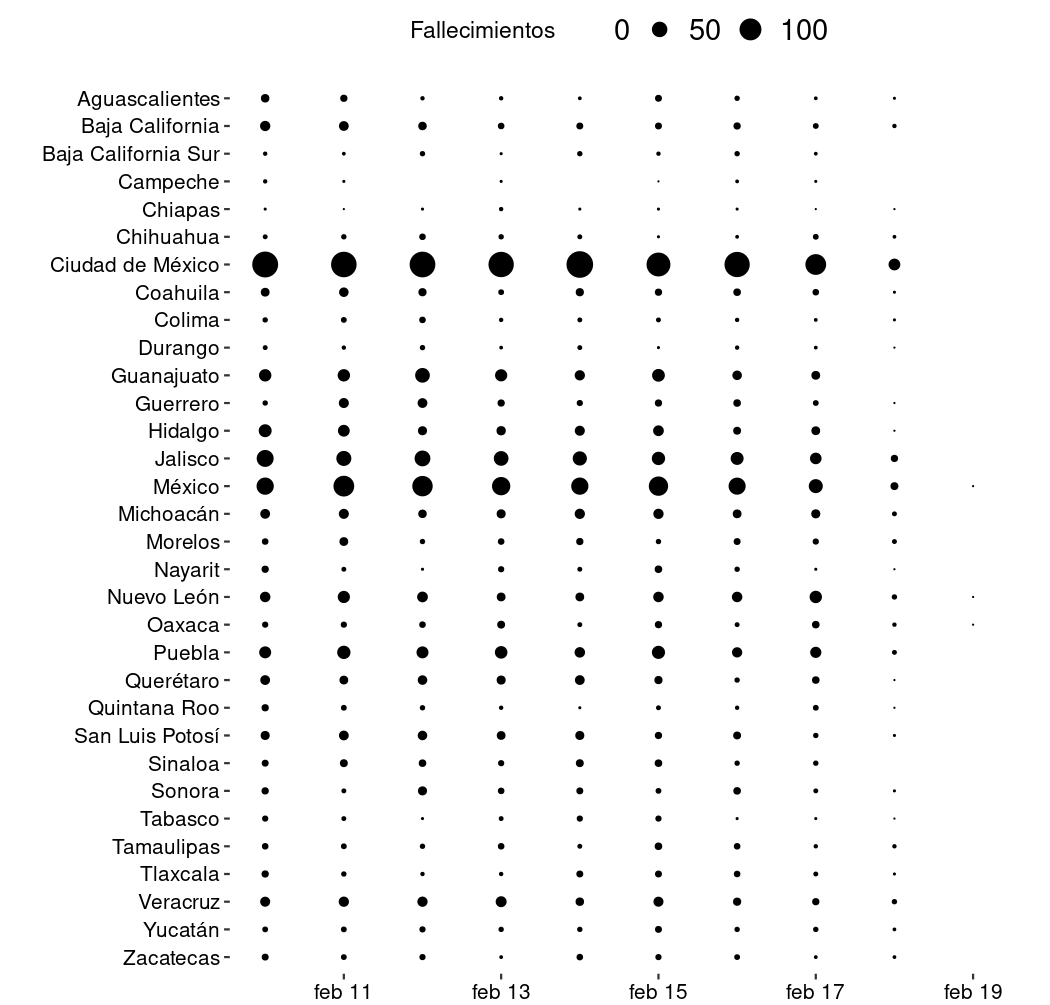 Fallecimientos 0 50 100
Aguascalientes
Baja California
Baja California Sur
Campeche
Chiapas
Chihuahua
Ciudad de México
Coahuila
Colima
Durango
Guanajuato
Guerrero
Hidalgo
Jalisco
México
Michoacán
Morelos
Nayarit
Nuevo León
Oaxaca
Puebla
Querétaro
Quintana Roo
San Luis Potosí
Sinaloa
Sonora
Tabasco
Tamaulipas
Tlaxcala
Veracruz
Yucatán
Zacatecas
feb 11 feb 13 feb 15 feb 17 feb 19